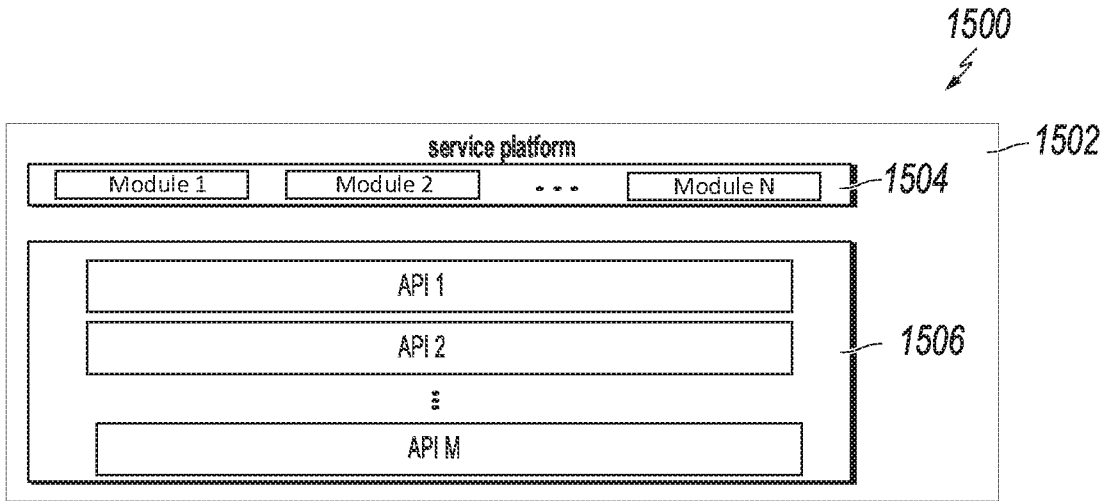 1500
service platform
1502
Module 1 Module 2 ... Module N
1504
API 1
API 2
1506
API M